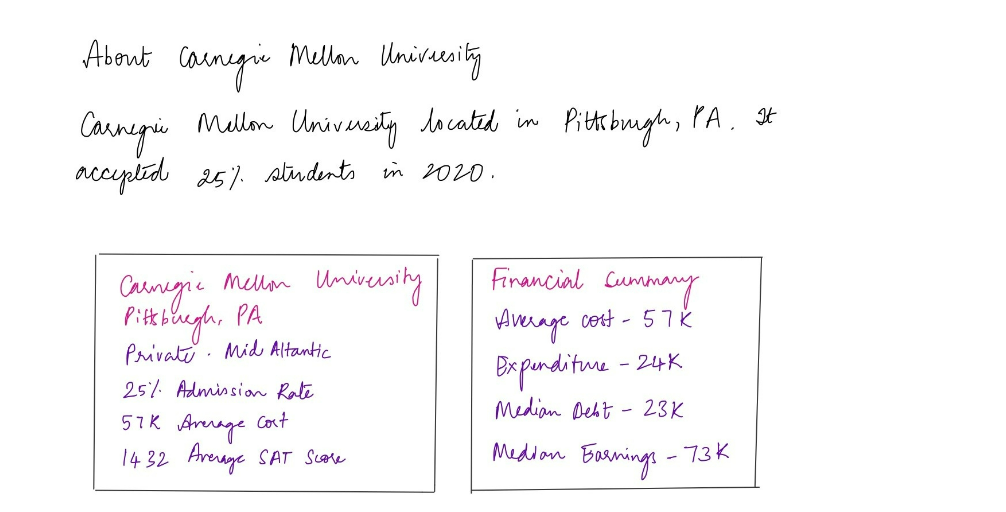 About Carnegie Mellon University
Carnegie Mellon University located in Pittsburgh, PA. It
accepted 25% students in 2020.
Carnegie Mellon University
Pittsburgh, PA
Private. Mid Altantic
25% Admission Rate
57K Average Cost
1432 Average SAT Score
Financial Summary
Average cost - 57K
Expenditure - 24K
Median Debt - 23K
Median Earnings - 73K